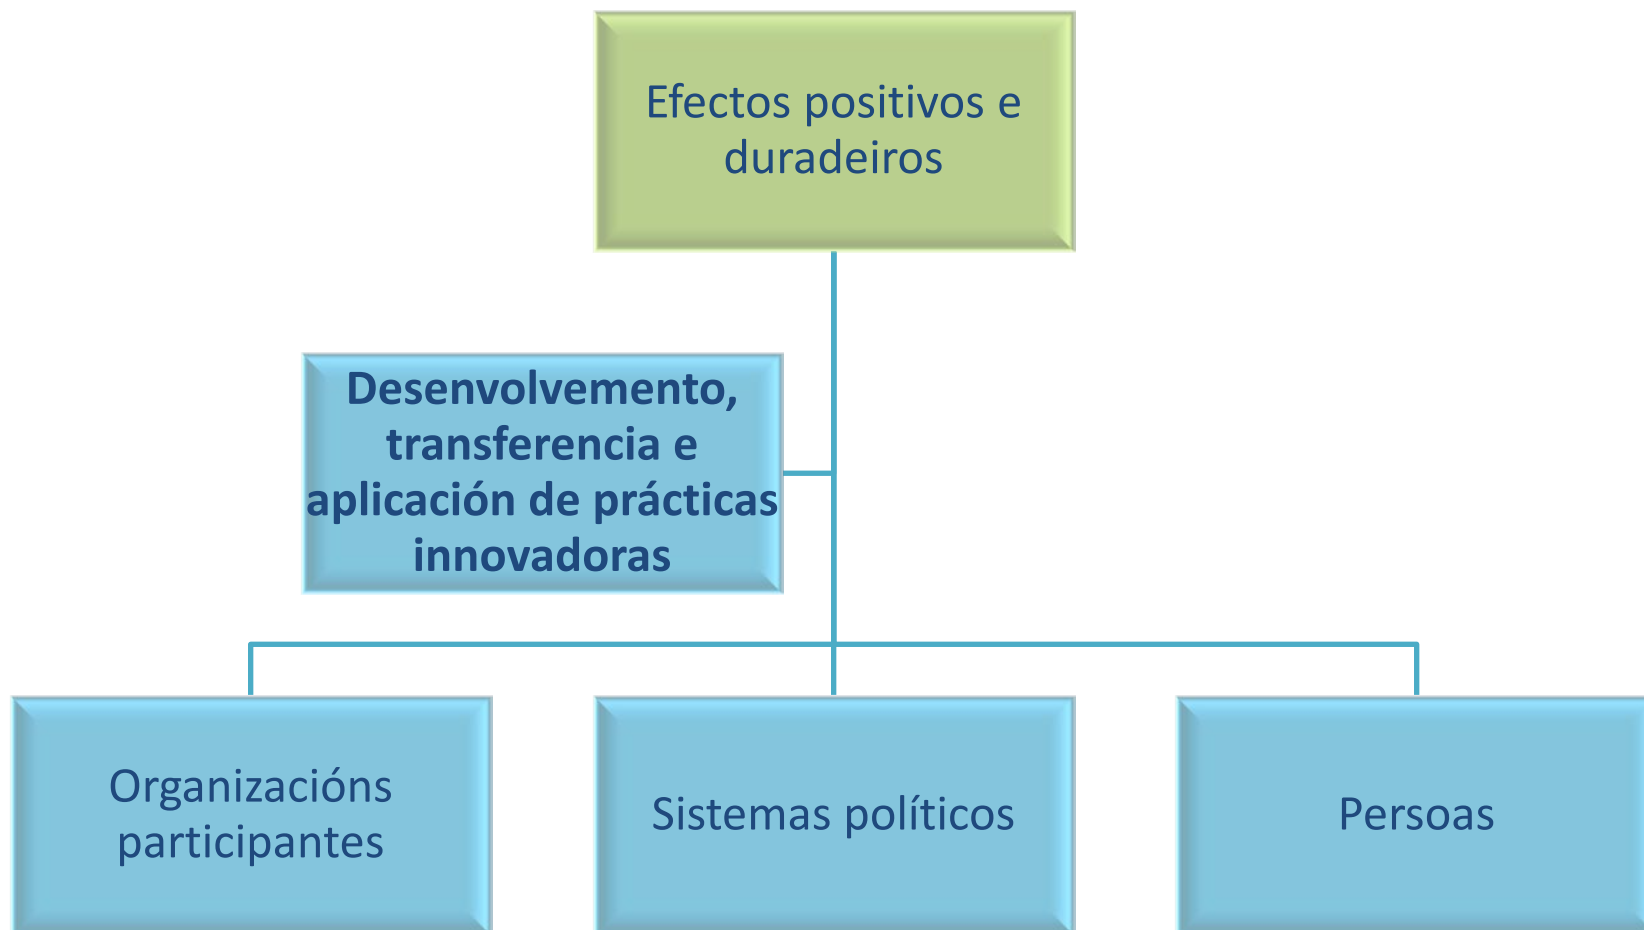 Efectos positivos e
duradeiros
Desenvolvemento,
transferencia e
aplicación de prácticas
innovadoras
Organizacións
participantes
Sistemas políticos
Persoas